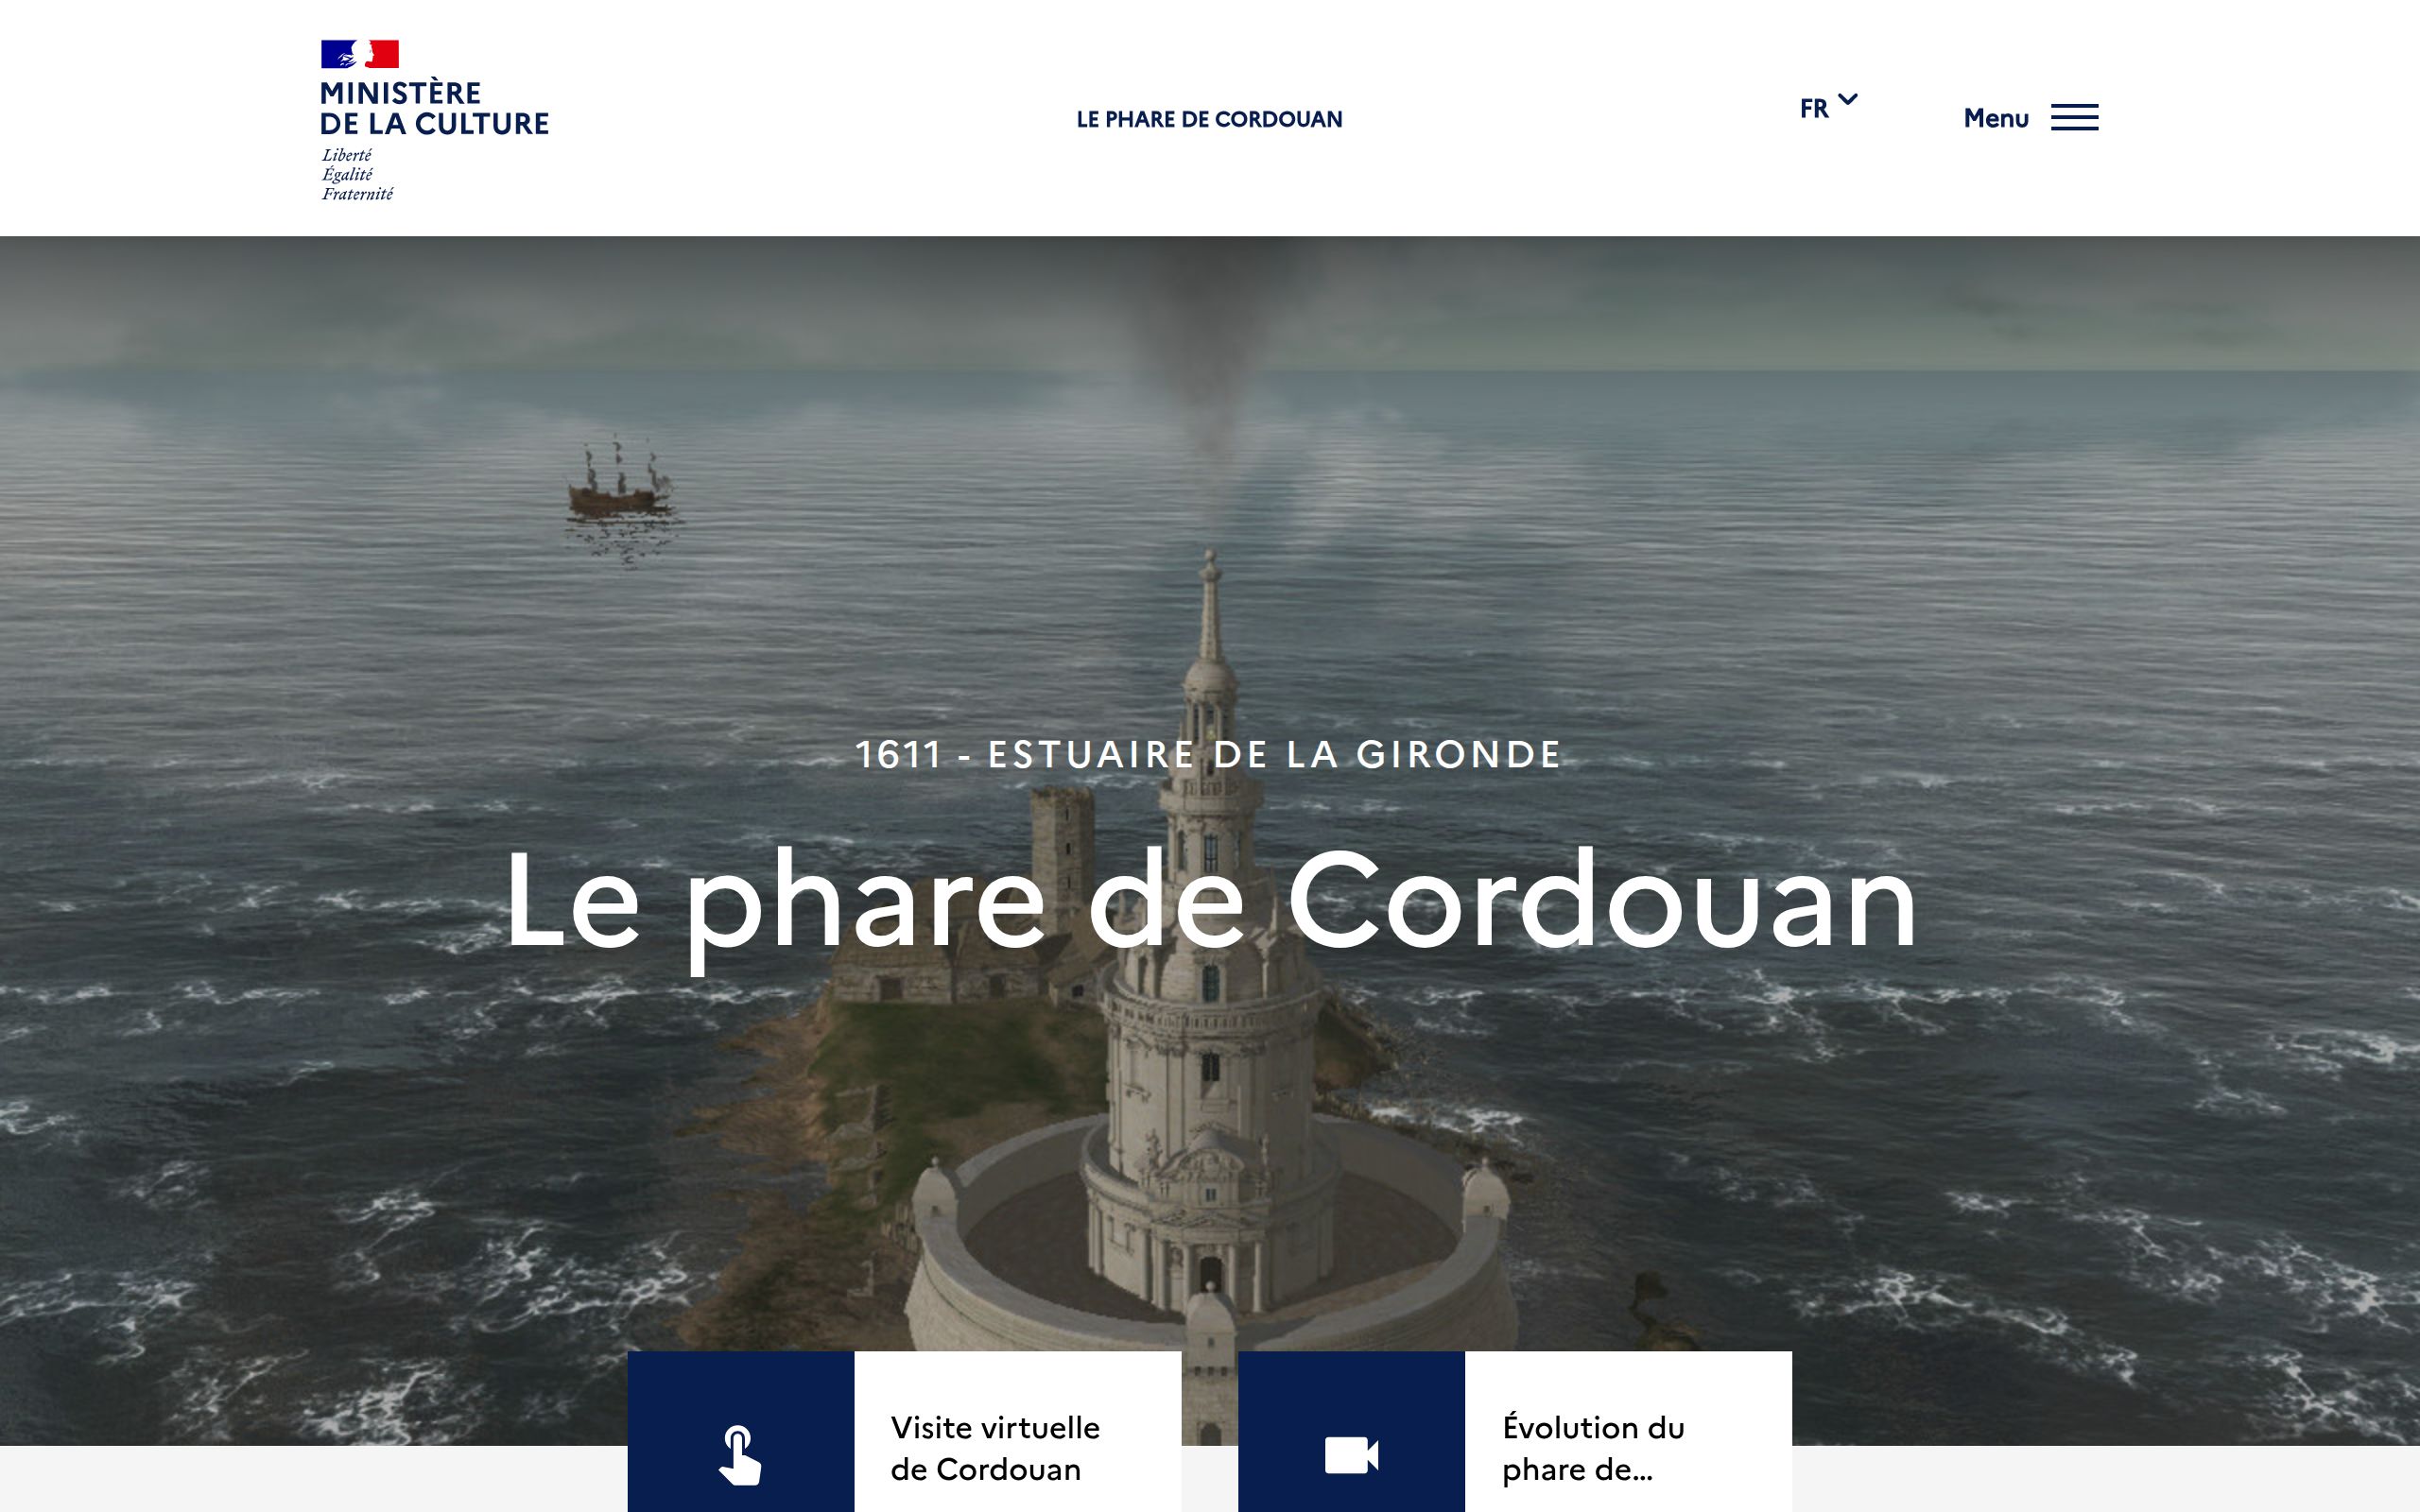 MINISTÈRE
DE LA CULTURE
Liberté
Égalité
Fraternité
LE PHARE DE CORDOUAN
FR
Menu
1611 - ESTUAIRE DE LA GIRONDE
Le phare de Cordouan
Visite virtuelle
de Cordouan
Évolution du
phare de...